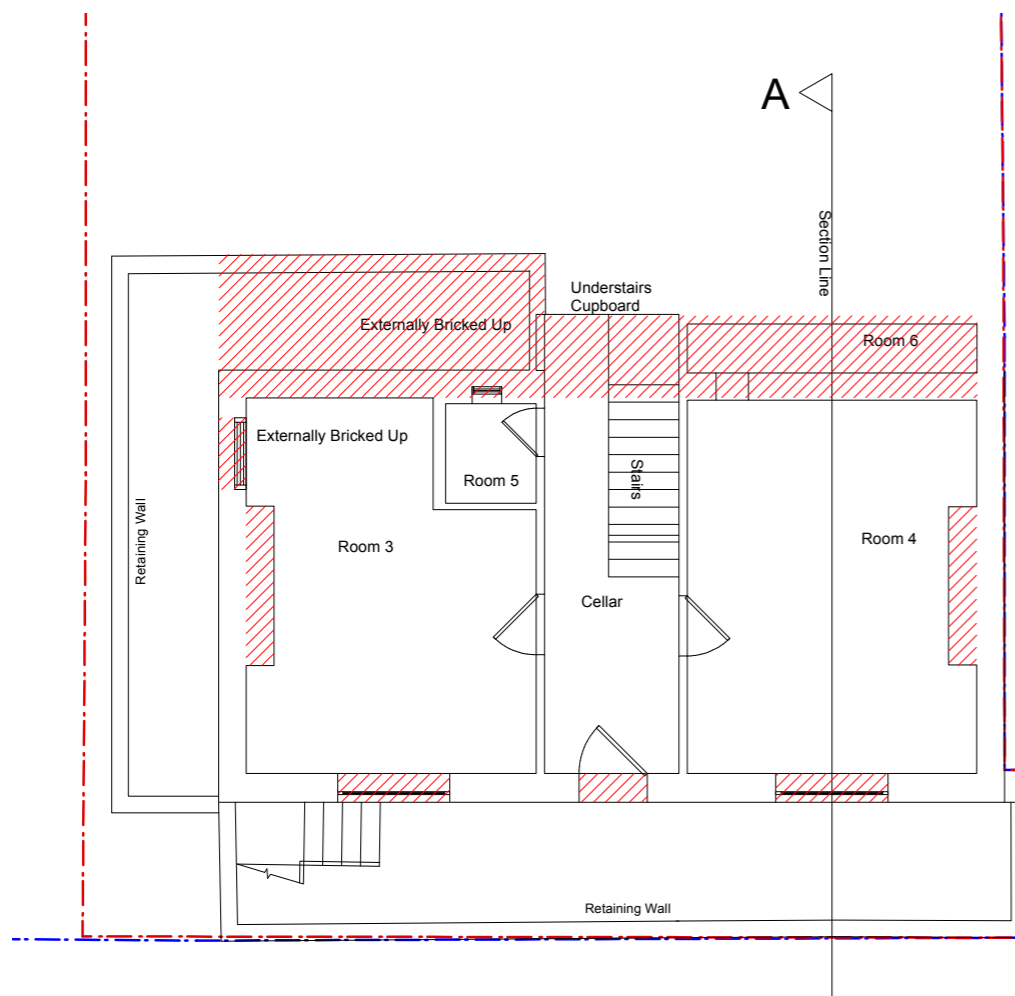 A
Section Line
Understairs
Cupboard
Externally Bricked Up
Room 6
Externally Bricked Up
Room 5
Stairs
Retaining Wall
Room 3
Room 4
Cellar
Retaining Wall